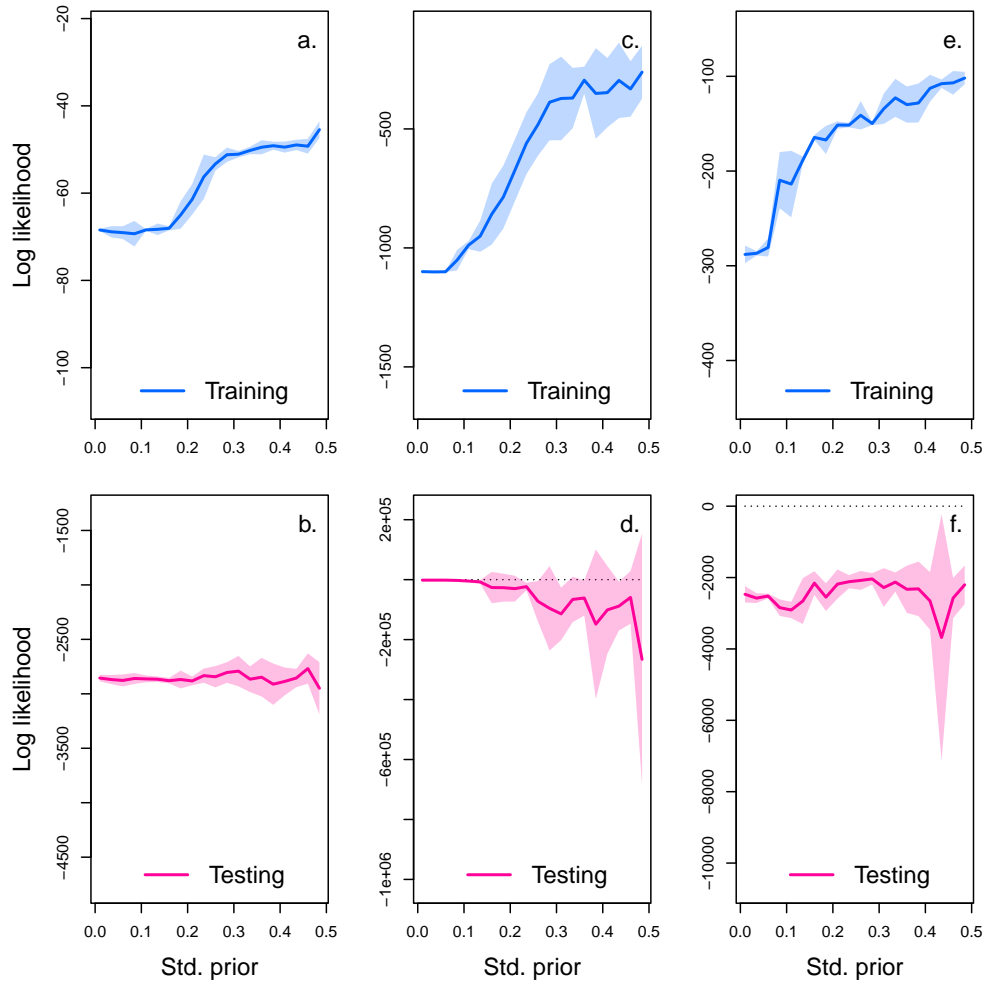 a.
Log likelihood
−20
−40
−60
−80
−100
Training
0.0 0.1 0.2 0.3 0.4 0.5
c.
−500
−1000
−1500
Training
0.0 0.1 0.2 0.3 0.4 0.5
e.
−100
−200
−300
−400
Training
0.0 0.1 0.2 0.3 0.4 0.5
b.
Log likelihood
−1500
−2500
−3500
−4500
Testing
0.0 0.1 0.2 0.3 0.4 0.5
Std. prior
d.
2e+05
−2e+05
−6e+05
−1e+06
Testing
0.0 0.1 0.2 0.3 0.4 0.5
Std. prior
f.
0
−2000
−4000
−6000
−8000
−10000
Testing
0.0 0.1 0.2 0.3 0.4 0.5
Std. prior